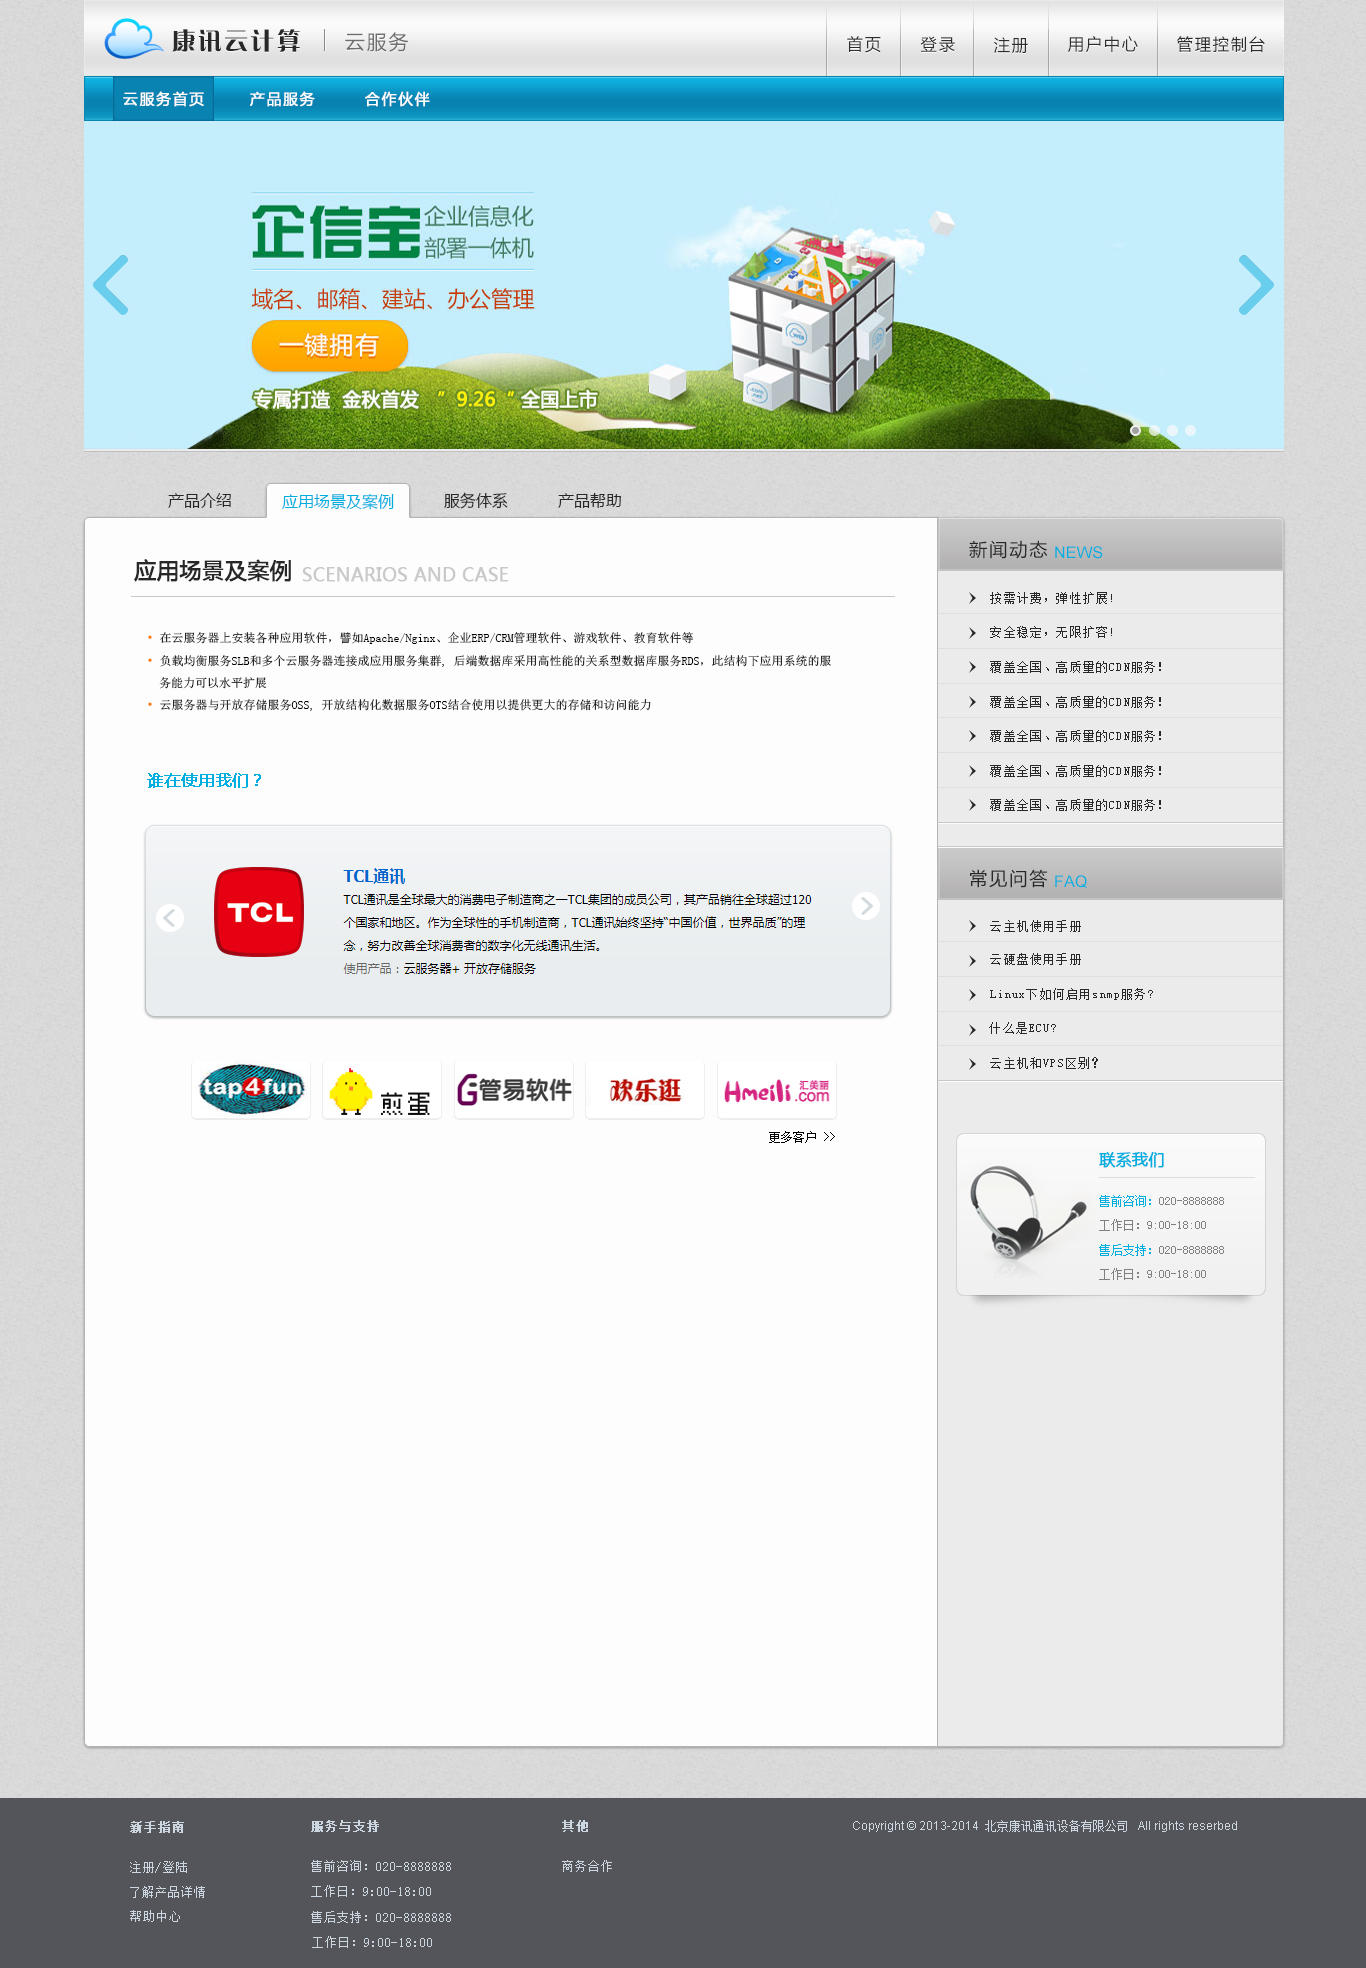 康讯云计算 云服务
首页 登录 注册 用户中心 管理控制台
云服务首页 产品服务 合作伙伴
企信宝 企业信息化
部署一体机
域名、邮箱、建站、办公管理
一键拥有
专属打造 金秋首发 " 9.26 " 全国上市
产品介绍 应用场景及案例 服务体系 产品帮助
应用场景及案例 SCENARIOS AND CASE
• 在云服务器上安装各种应用软件，譬如Apache/Nginx、企业ERP/CRM管理软件、游戏软件、教育软件等
• 负载均衡服务SLB和多个云服务器连接成应用服务集群，后端数据库采用高性能的关系型数据库服务RDS，此结构下应用系统的服
务能力可以水平扩展
• 云服务器与开放存储服务OSS，开放结构化数据服务OTS结合使用以提供更大的存储和访问能力
谁在使用我们？
TCL
TCL通讯
TCL通讯是全球最大的消费电子制造商之一TCL集团的成员公司，其产品销往全球超过120
个国家和地区。作为全球性的手机制造商，TCL通讯始终坚持“中国价值，世界品质”的理
念，努力改善全球消费者的数字化无线通讯生活。
使用产品：云服务器+ 开放存储服务
tap4fun
煎蛋
管易软件
欢乐逛
Hmeili 汇美丽 .com
更多客户 >>
新闻动态 NEWS
按需计费，弹性扩展!
安全稳定，无限扩容!
覆盖全国、高质量的CDN服务!
覆盖全国、高质量的CDN服务!
覆盖全国、高质量的CDN服务!
覆盖全国、高质量的CDN服务!
覆盖全国、高质量的CDN服务!
常见问答 FAQ
云主机使用手册
云硬盘使用手册
Linux下如何启用snmp服务?
什么是ECU?
云主机和VPS区别？
联系我们
售前咨询：020-8888888
工作日：9:00-18:00
售后支持：020-8888888
工作日：9:00-18:00
新手指南
注册/登陆
了解产品详情
帮助中心
服务与支持
售前咨询：020-8888888
工作日：9:00-18:00
售后支持：020-8888888
工作日：9:00-18:00
其他
商务合作
Copyright © 2013-2014 北京康讯通讯设备有限公司 All rights reserbed